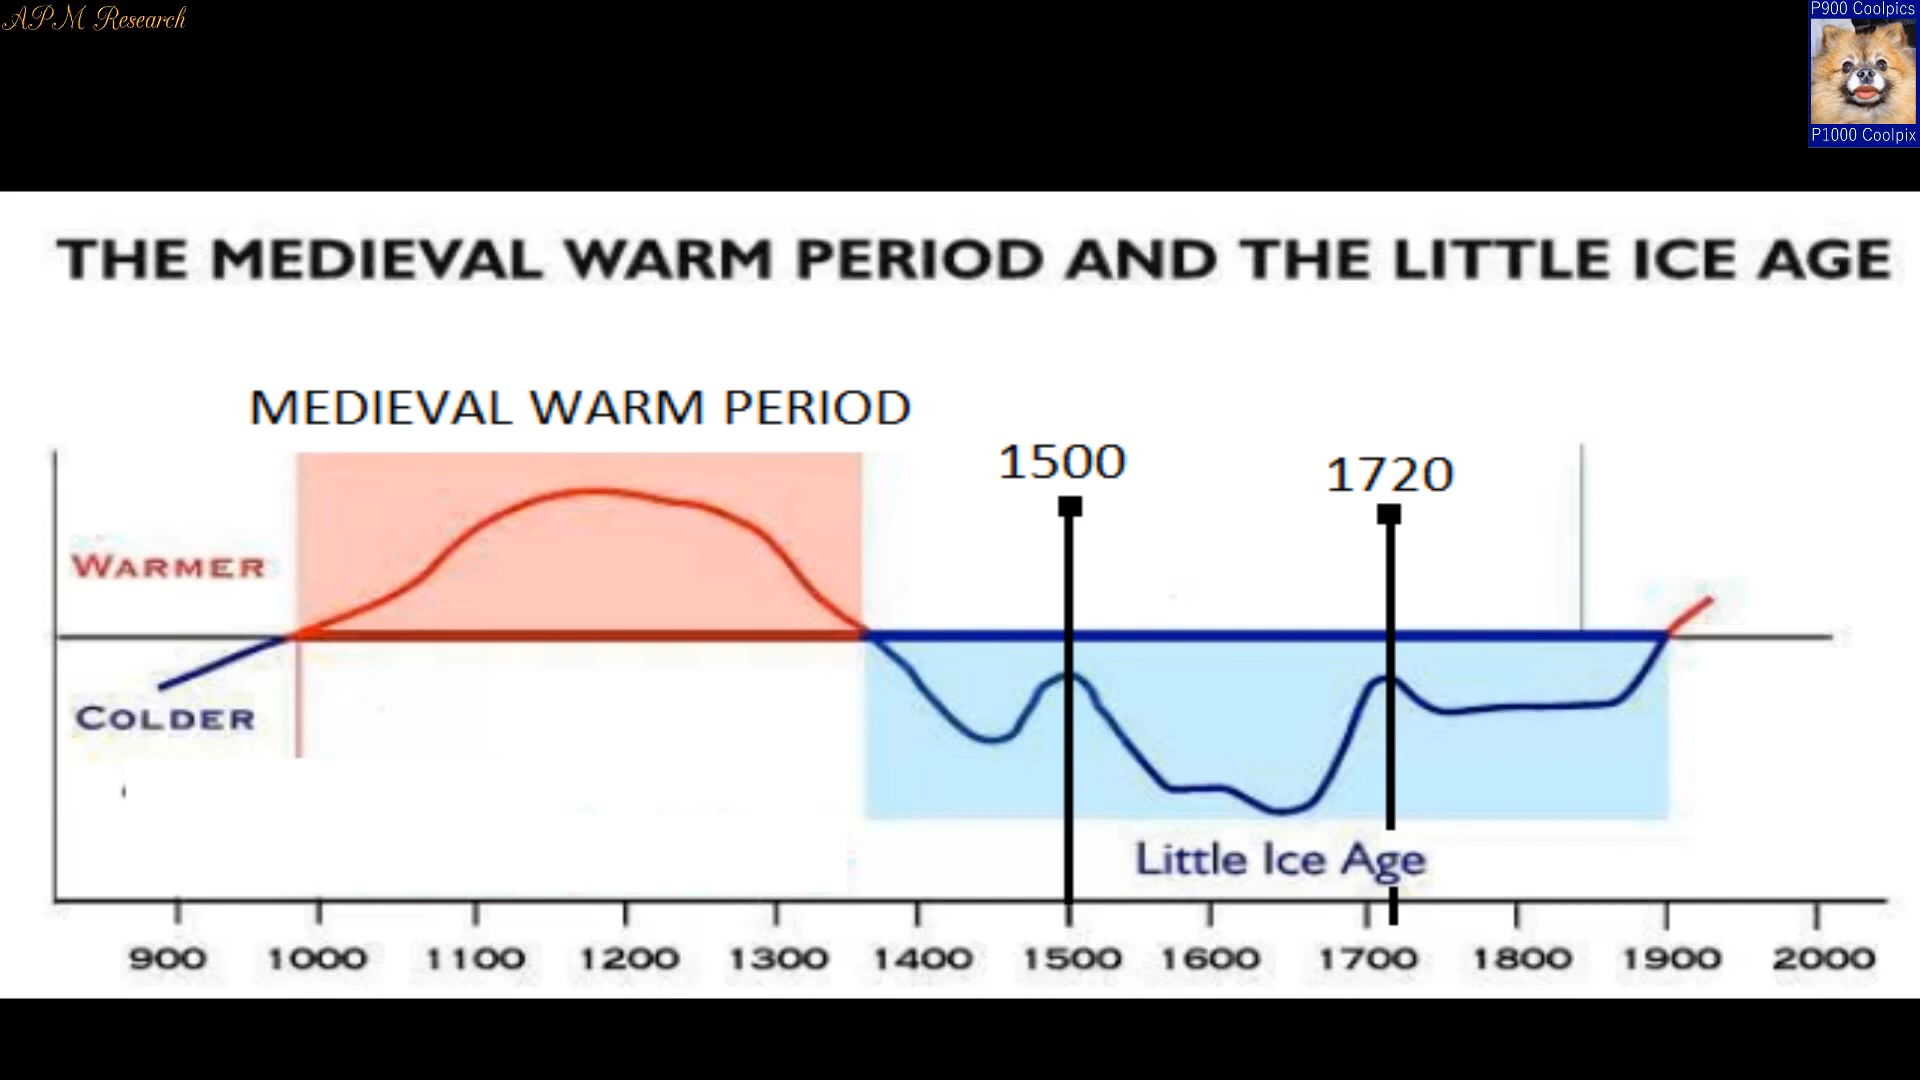 APM Research
P900 Coolpics
P1000 Coolpix
THE MEDIEVAL WARM PERIOD AND THE LITTLE ICE AGE
MEDIEVAL WARM PERIOD
1500
1720
WARMER
COLDER
Little Ice Age
900 1000 1100 1200 1300 1400 1500 1600 1700 1800 1900 2000